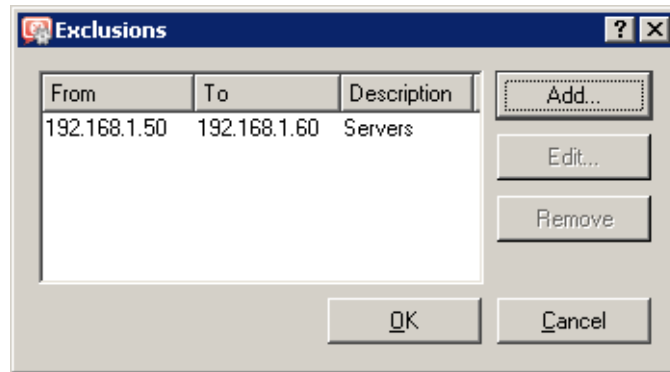 Exclusions
From To Description
192.168.1.50 192.168.1.60 Servers
Add...
Edit...
Remove
OK Cancel